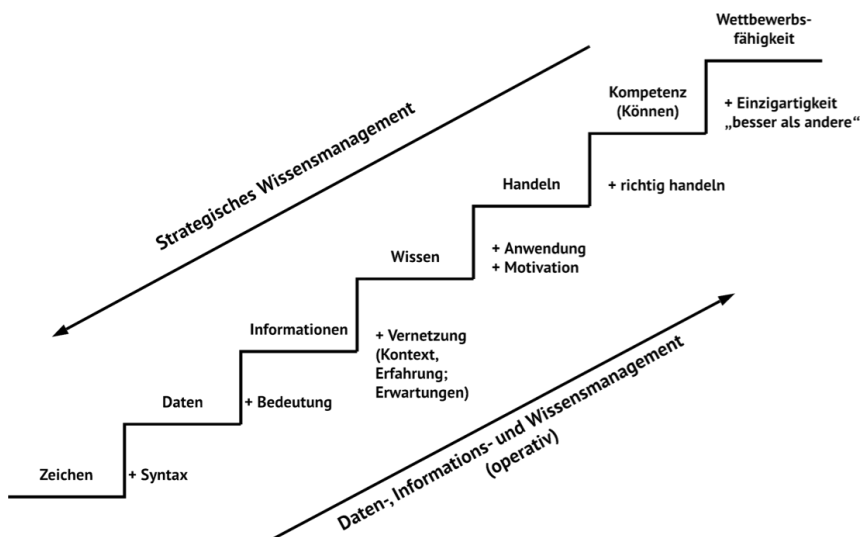 Wettbewerbs-
fähigkeit
+ Einzigartigkeit
„besser als andere“
Kompetenz
(Können)
+ richtig handeln
Handeln
+ Anwendung
+ Motivation
Wissen
+ Vernetzung
(Kontext,
Erfahrung;
Erwartungen)
Informationen
+ Bedeutung
Daten
+ Syntax
Zeichen
Strategisches Wissensmanagement
Daten-, Informations- und Wissensmanagement
(operativ)